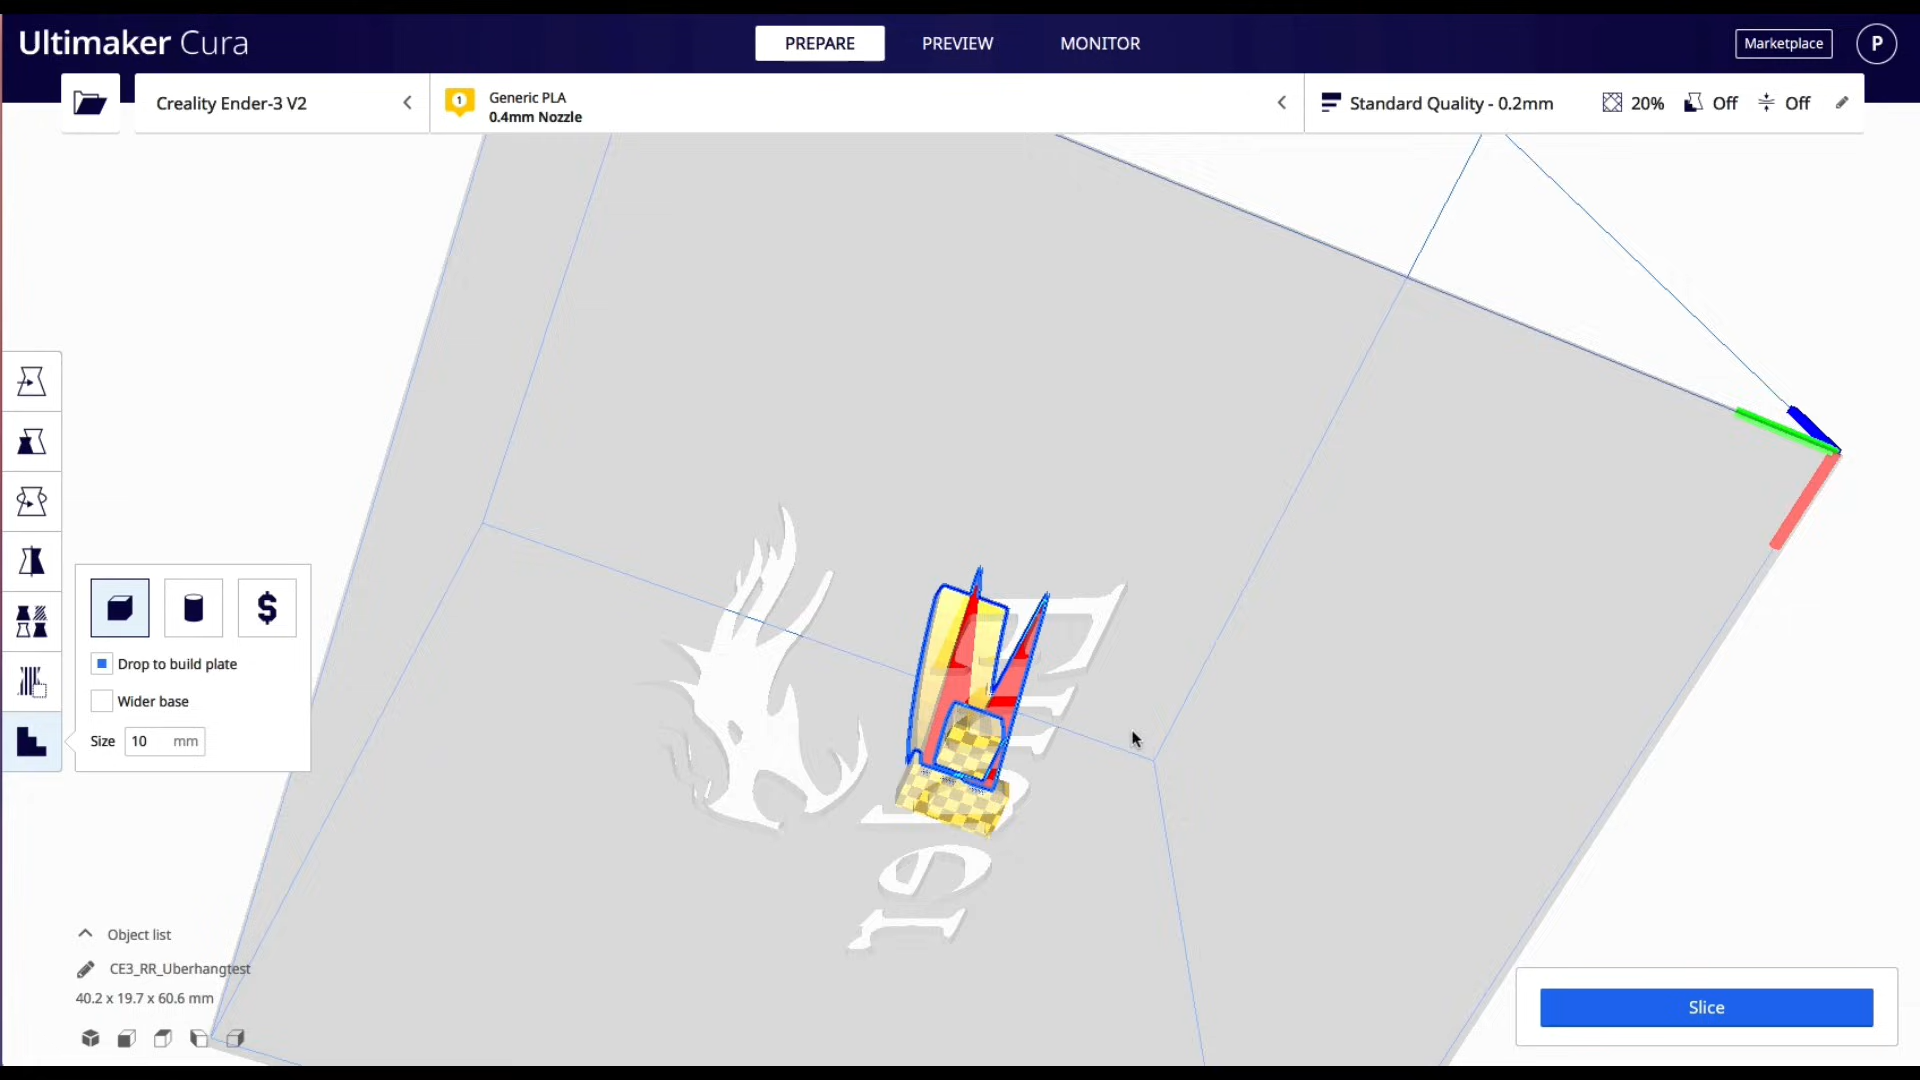 Ultimaker Cura
PREPARE
PREVIEW
MONITOR
Marketplace
P
Creality Ender-3 V2
1
Generic PLA
0.4mm Nozzle
Standard Quality - 0.2mm
20%
Off
Off
Drop to build plate
Wider base
Size 10 mm
Object list
CE3_RR_Uberhangtest
40.2 x 19.7 x 60.6 mm
Slice